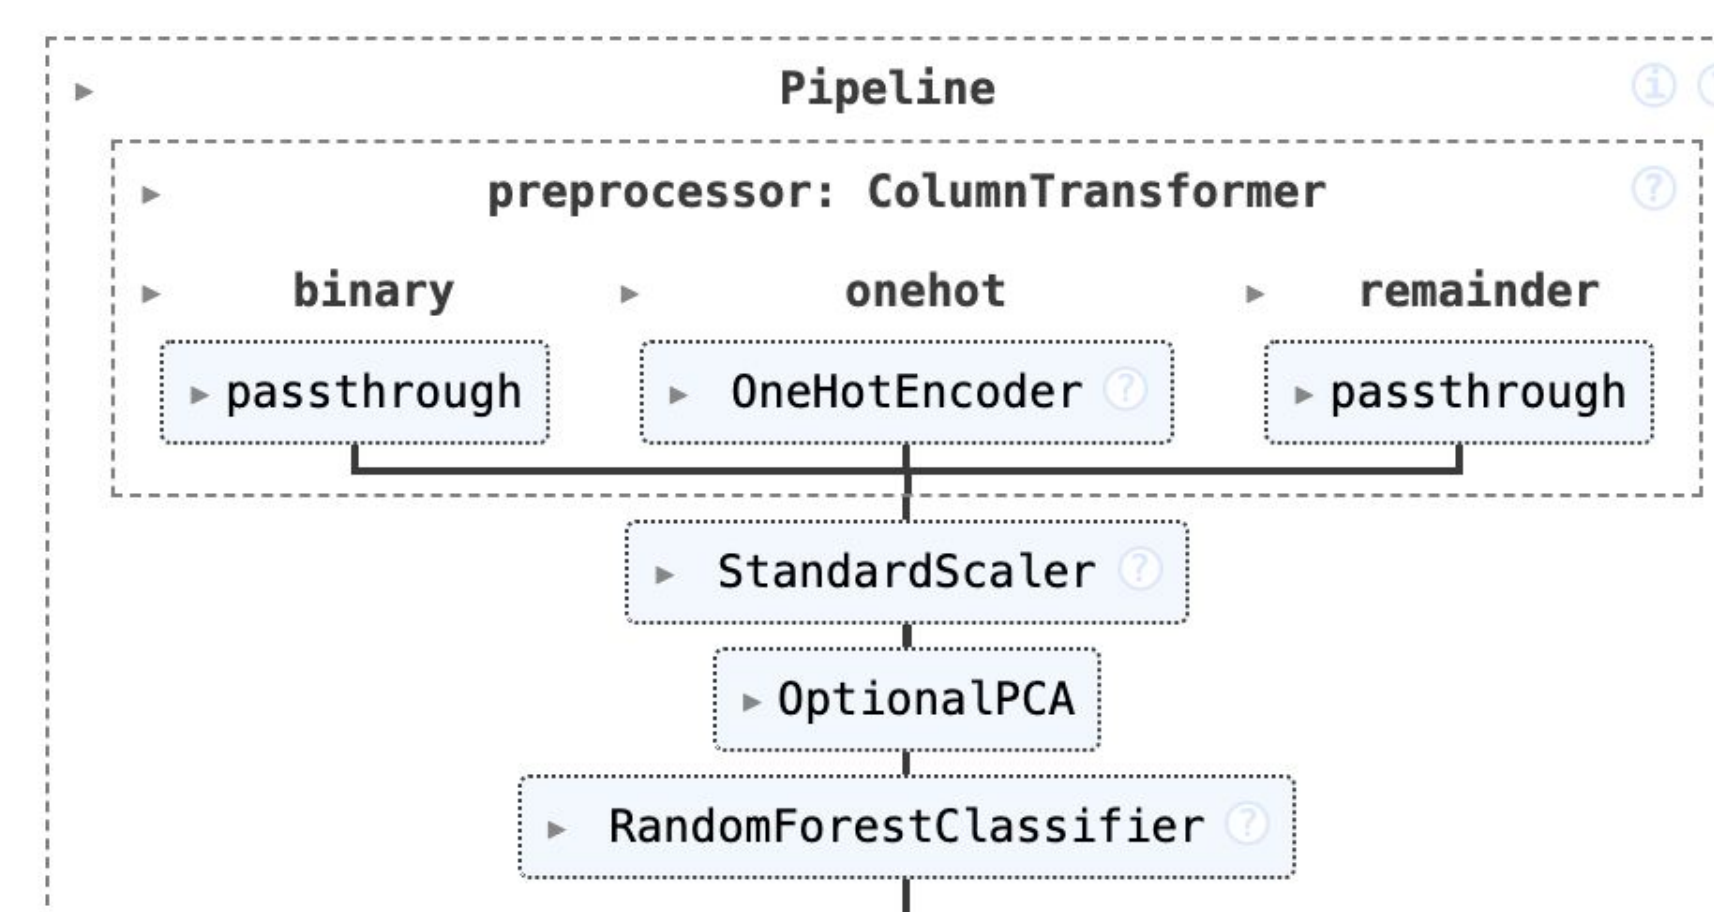 Pipeline
preprocessor: ColumnTransformer
binary onehot remainder
passthrough OneHotEncoder ? passthrough
StandardScaler ?
OptionalPCA
RandomForestClassifier ?